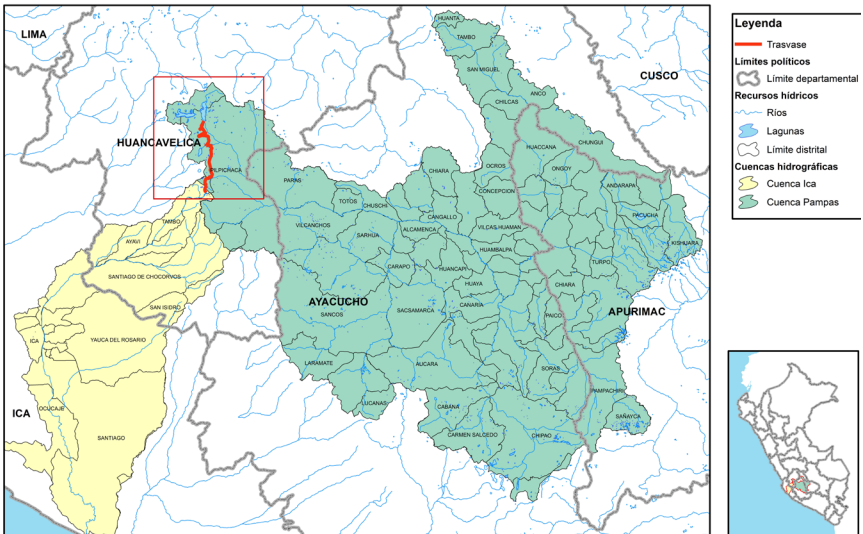 LIMA
CUSCO
HUANCAVELICA
AYACUCHO
APURIMAC
ICA
HUANTA
TAMBO
SAN MIGUEL
ANCO
CHILCAS
CHUNGUI
HUACCANA
ONGOY
OCROS
CHIARA
CONCEPCION
ANDARAPA
PACUCHA
KISHUARA
PILPICHACA
PARAS
TOTOS
CHUSCHI
CANGALLO
VILCANCHOS
SARHUA
ALCAMENCA
VILCAS HUAMAN
HUAMBALPA
TURPO
CARAPO
HUANCAPI
HUAYA
CHIARA
CANARIA
SACSAMARCA
SANCOS
PAICO
LARAMATE
AUCARA
SORAS
LUCANAS
CABANA
PAMPACHIRI
SAÑAYCA
CARMEN SALCEDO
CHIPAO
TAMBO
AYAVI
SANTIAGO DE CHOCORVOS
SAN ISIDRO
ICA
YAUCA DEL ROSARIO
OCUCAJE
SANTIAGO
Leyenda
Trasvase
Límites políticos
Límite departamental
Recursos hídricos
Ríos
Lagunas
Límite distrital
Cuencas hidrográficas
Cuenca Ica
Cuenca Pampas